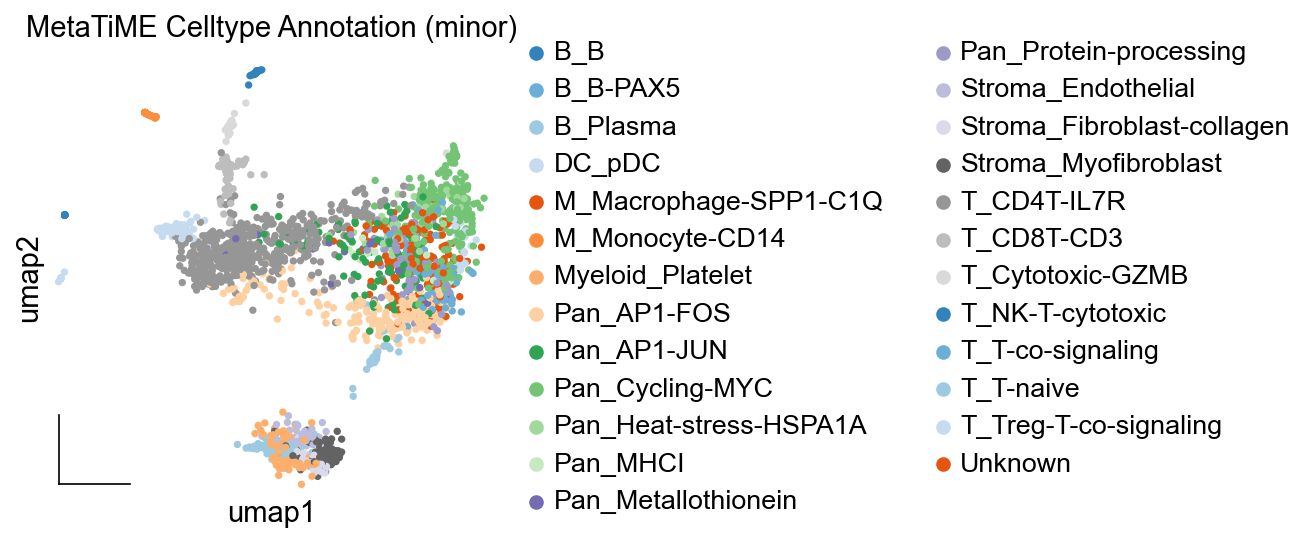 MetaTiME Celltype Annotation (minor)
umap2
umap1
B_B
B_B-PAX5
B_Plasma
DC_pDC
M_Macrophage-SPP1-C1Q
M_Monocyte-CD14
Myeloid_Platelet
Pan_AP1-FOS
Pan_AP1-JUN
Pan_Cycling-MYC
Pan_Heat-stress-HSPA1A
Pan_MHCI
Pan_Metallothionein
Pan_Protein-processing
Stroma_Endothelial
Stroma_Fibroblast-collagen
Stroma_Myofibroblast
T_CD4T-IL7R
T_CD8T-CD3
T_Cytotoxic-GZMB
T_NK-T-cytotoxic
T_T-co-signaling
T_T-naive
T_Treg-T-co-signaling
Unknown